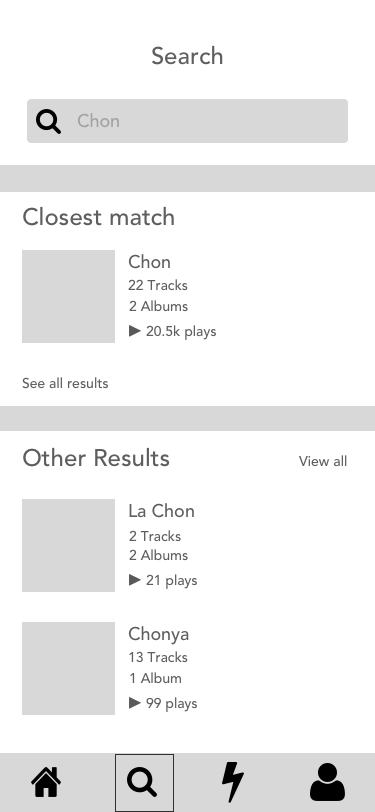 Search
Chon
Closest match
Chon
22 Tracks
2 Albums
20.5k plays
See all results
Other Results
View all
La Chon
2 Tracks
2 Albums
21 plays
Chonya
13 Tracks
1 Album
99 plays